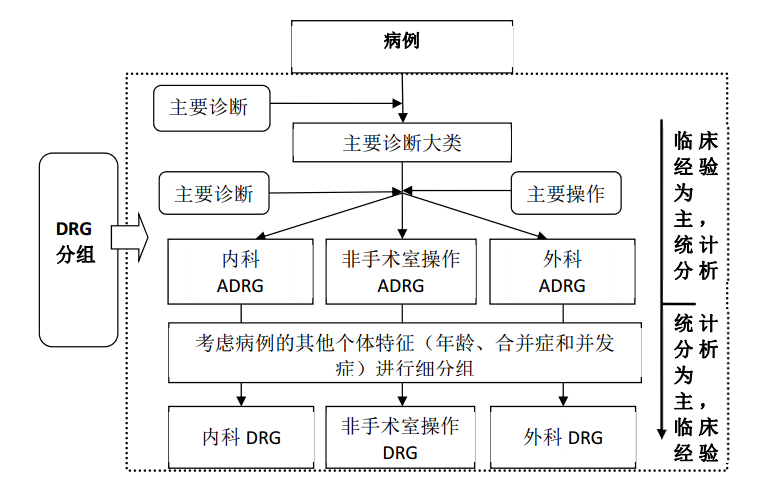 病例
主要诊断
主要诊断大类
主要诊断
主要操作
DRG
分组
内科
ADRG
非手术室操作
ADRG
外科
ADRG
考虑病例的其他个体特征（年龄、合并症和并发
症）进行细分组
内科 DRG
非手术室操作
DRG
外科 DRG
临床
经验
为
主，
统计
分析
统计
分析
为
主，
临床
经验